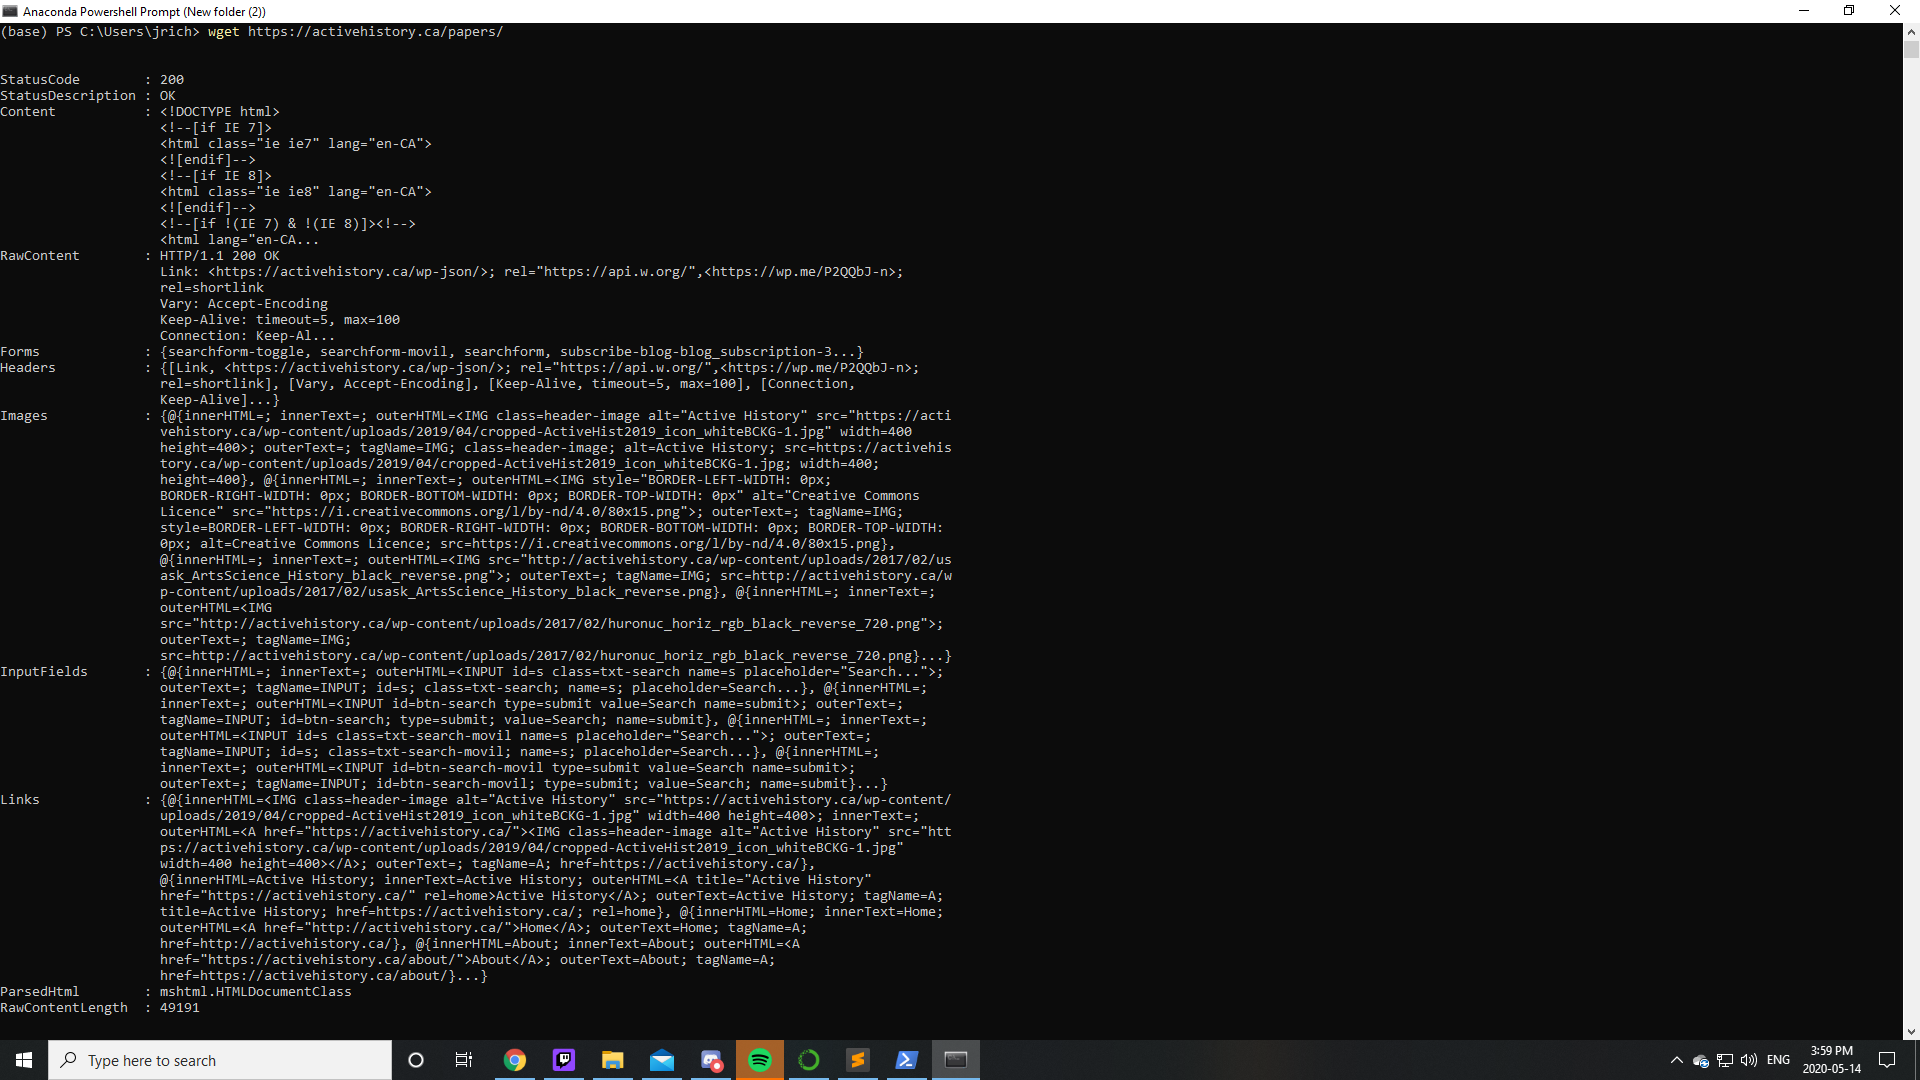 Anaconda Powershell Prompt (New folder (2))
(base) PS C:\Users\jrich> wget https://activehistory.ca/papers/
StatusCode        : 200
StatusDescription : OK
Content           : <!DOCTYPE html>
                    <!--[if IE 7]>
                    <html class="ie ie7" lang="en-CA">
                    <![endif]-->
                    <!--[if IE 8]>
                    <html class="ie ie8" lang="en-CA">
                    <![endif]-->
                    <!--[if !(IE 7) & !(IE 8)]><!-->
                    <html lang="en-CA...
RawContent        : HTTP/1.1 200 OK
                    Link: <https://activehistory.ca/wp-json/>; rel="https://api.w.org/",<https://wp.me/P2QQbJ-n>;
                    rel=shortlink
                    Vary: Accept-Encoding
                    Keep-Alive: timeout=5, max=100
                    Connection: Keep-Al...
Forms             : {searchform-toggle, searchform-movil, searchform, subscribe-blog-blog_subscription-3...}
Headers           : {[Link, <https://activehistory.ca/wp-json/>; rel="https://api.w.org/",<https://wp.me/P2QQbJ-n>;
                    rel=shortlink], [Vary, Accept-Encoding], [Keep-Alive, timeout=5, max=100], [Connection,
                    Keep-Alive]...}
Images            : {@{innerHTML=; innerText=; outerHTML=<IMG class=header-image alt="Active History" src="https://acti
                    vehistory.ca/wp-content/uploads/2019/04/cropped-ActiveHist2019_icon_whiteBCKG-1.jpg" width=400
                    height=400>; outerText=; tagName=IMG; class=header-image; alt=Active History; src=https://activehis
                    tory.ca/wp-content/uploads/2019/04/cropped-ActiveHist2019_icon_whiteBCKG-1.jpg; width=400;
                    height=400}, @{innerHTML=; innerText=; outerHTML=<IMG style="BORDER-LEFT-WIDTH: 0px;
                    BORDER-RIGHT-WIDTH: 0px; BORDER-BOTTOM-WIDTH: 0px; BORDER-TOP-WIDTH: 0px" alt="Creative Commons
                    Licence" src="https://i.creativecommons.org/l/by-nd/4.0/80x15.png">; outerText=; tagName=IMG;
                    style=BORDER-LEFT-WIDTH: 0px; BORDER-RIGHT-WIDTH: 0px; BORDER-BOTTOM-WIDTH: 0px; BORDER-TOP-WIDTH:
                    0px; alt=Creative Commons Licence; src=https://i.creativecommons.org/l/by-nd/4.0/80x15.png},
                    @{innerHTML=; innerText=; outerHTML=<IMG src="http://activehistory.ca/wp-content/uploads/2017/02/us
                    ask_ArtsScience_History_black_reverse.png">; outerText=; tagName=IMG; src=http://activehistory.ca/w
                    p-content/uploads/2017/02/usask_ArtsScience_History_black_reverse.png}, @{innerHTML=; innerText=;
                    outerHTML=<IMG
                    src="http://activehistory.ca/wp-content/uploads/2017/02/huronuc_horiz_rgb_black_reverse_720.png">;
                    outerText=; tagName=IMG;
                    src=http://activehistory.ca/wp-content/uploads/2017/02/huronuc_horiz_rgb_black_reverse_720.png}...}
InputFields       : {@{innerHTML=; innerText=; outerHTML=<INPUT id=s class=txt-search name=s placeholder="Search...">;
                    outerText=; tagName=INPUT; id=s; class=txt-search; name=s; placeholder=Search...}, @{innerHTML=;
                    innerText=; outerHTML=<INPUT id=btn-search type=submit value=Search name=submit>; outerText=;
                    tagName=INPUT; id=btn-search; type=submit; value=Search; name=submit}, @{innerHTML=; innerText=;
                    outerHTML=<INPUT id=s class=txt-search-movil name=s placeholder="Search...">; outerText=;
                    tagName=INPUT; id=s; class=txt-search-movil; name=s; placeholder=Search...}, @{innerHTML=;
                    innerText=; outerHTML=<INPUT id=btn-search-movil type=submit value=Search name=submit>;
                    outerText=; tagName=INPUT; id=btn-search-movil; type=submit; value=Search; name=submit}...}
Links             : {@{innerHTML=<IMG class=header-image alt="Active History" src="https://activehistory.ca/wp-content/
                    uploads/2019/04/cropped-ActiveHist2019_icon_whiteBCKG-1.jpg" width=400 height=400>; innerText=;
                    outerHTML=<A href="https://activehistory.ca/"><IMG class=header-image alt="Active History" src="htt
                    ps://activehistory.ca/wp-content/uploads/2019/04/cropped-ActiveHist2019_icon_whiteBCKG-1.jpg"
                    width=400 height=400></A>; outerText=; tagName=A; href=https://activehistory.ca/},
                    @{innerHTML=Active History; innerText=Active History; outerHTML=<A title="Active History"
                    href="https://activehistory.ca/" rel=home>Active History</A>; outerText=Active History; tagName=A;
                    title=Active History; href=https://activehistory.ca/; rel=home}, @{innerHTML=Home; innerText=Home;
                    outerHTML=<A href="http://activehistory.ca/">Home</A>; outerText=Home; tagName=A;
                    href=http://activehistory.ca/}, @{innerHTML=About; innerText=About; outerHTML=<A
                    href="https://activehistory.ca/about/">About</A>; outerText=About; tagName=A;
                    href=https://activehistory.ca/about/}...}
ParsedHtml        : mshtml.HTMLDocumentClass
RawContentLength  : 49191
Type here to search
ENG
3:59 PM
2020-05-14